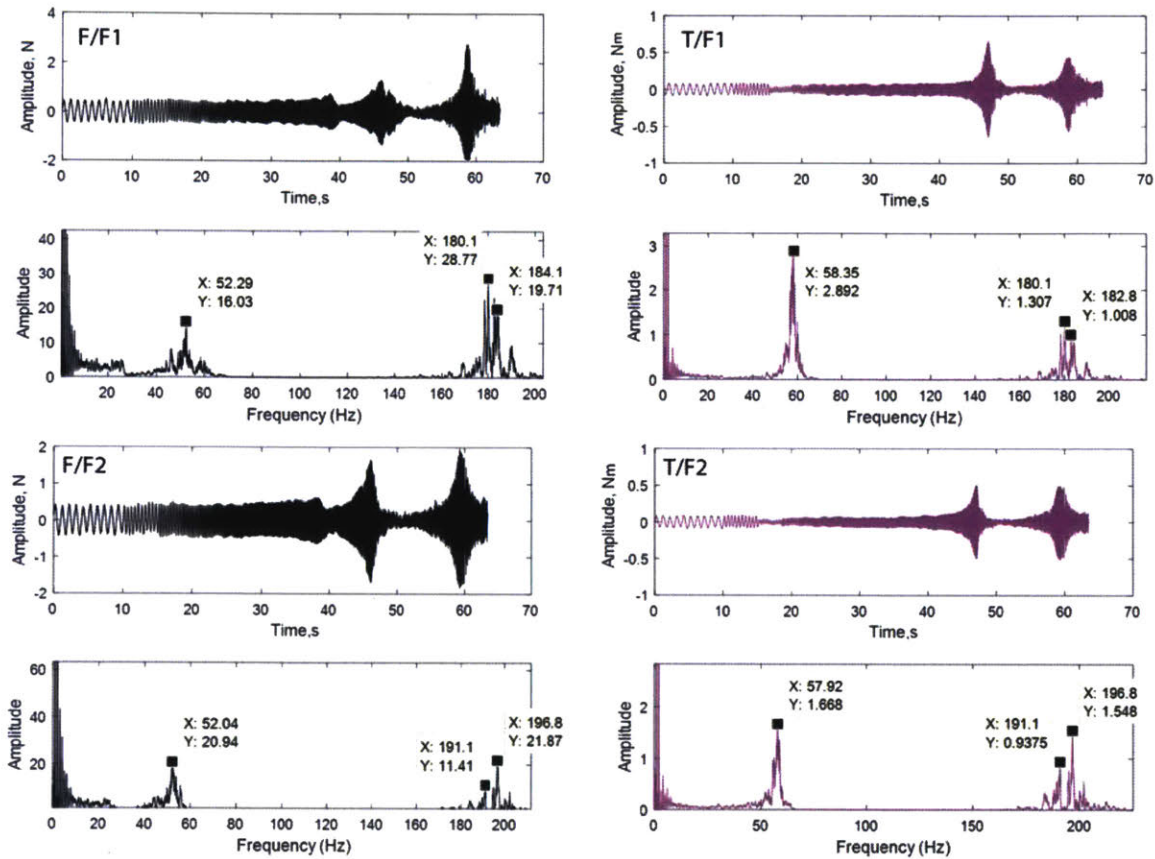 F/F1
Amplitude, N
4
2
0
-2
0 10 20 30 40 50 60 70
Time,s
T/F1
Amplitude, Nm
1
0.5
0
-0.5
-1
0 10 20 30 40 50 60 70
Time,s
Amplitude
40
30
20
10
0
X: 52.29
Y: 16.03
X: 180.1
Y: 28.77
X: 184.1
Y: 19.71
0 20 40 60 80 100 120 140 160 180 200
Frequency (Hz)
Amplitude
3
2
1
0
X: 58.35
Y: 2.892
X: 180.1
Y: 1.307
X: 182.8
Y: 1.008
0 20 40 60 80 100 120 140 160 180 200
Frequency (Hz)
F/F2
Amplitude, N
2
1
0
-1
-2
0 10 20 30 40 50 60 70
Time,s
T/F2
Amplitude, Nm
1
0.5
0
-0.5
-1
0 10 20 30 40 50 60 70
Time,s
Amplitude
60
40
20
X: 52.04
Y: 20.94
X: 191.1
Y: 11.41
X: 196.8
Y: 21.87
0 20 40 60 80 100 120 140 160 180 200
Frequency (Hz)
Amplitude
2
1
0
X: 57.92
Y: 1.668
X: 191.1
Y: 0.9375
X: 196.8
Y: 1.548
0 50 100 150 200
Frequency (Hz)